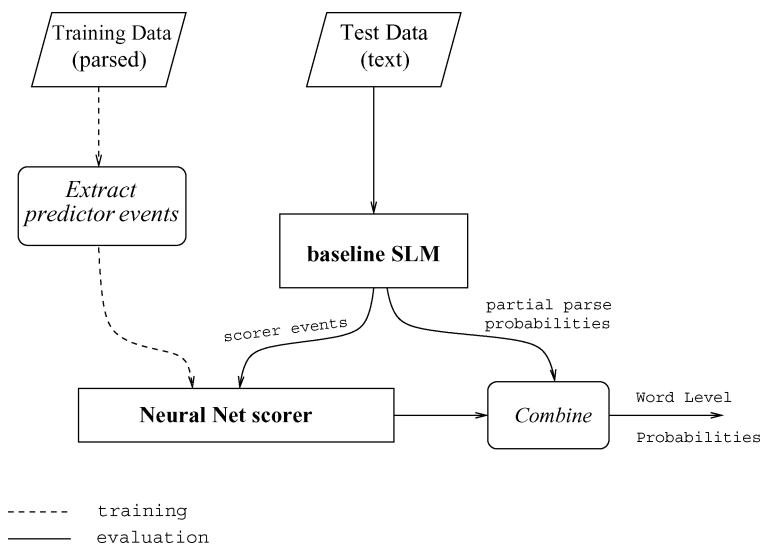 Training Data
(parsed)
Test Data
(text)
Extract
predictor events
baseline SLM
scorer events
partial parse
probabilities
Neural Net scorer
Combine
Word Level
Probabilities
training
evaluation